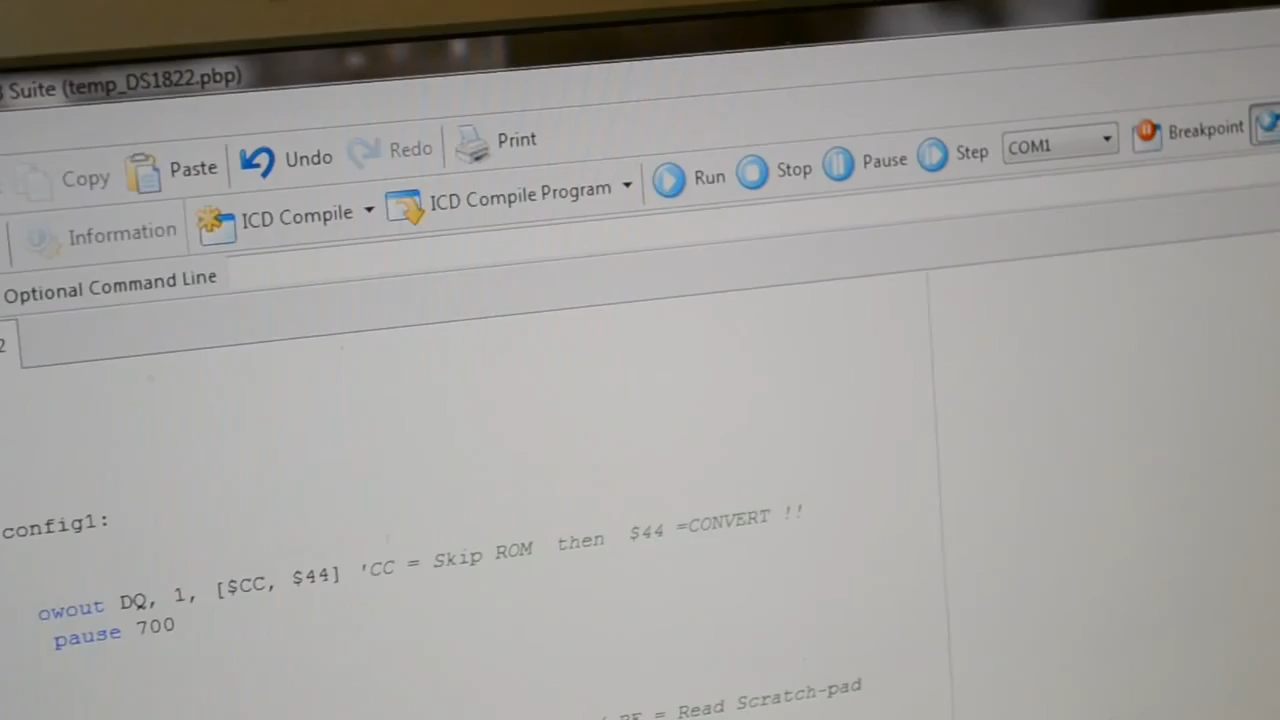 Suite (temp_DS1822.pbp)
Copy Paste Undo Redo Print
Information ICD Compile ICD Compile Program Run Stop Pause Step COM1 Breakpoint
Optional Command Line
2
config1:
owout DQ, 1, [$CC, $44] 'CC = Skip ROM then $44 =CONVERT !!
pause 700
= Read Scratch-pad